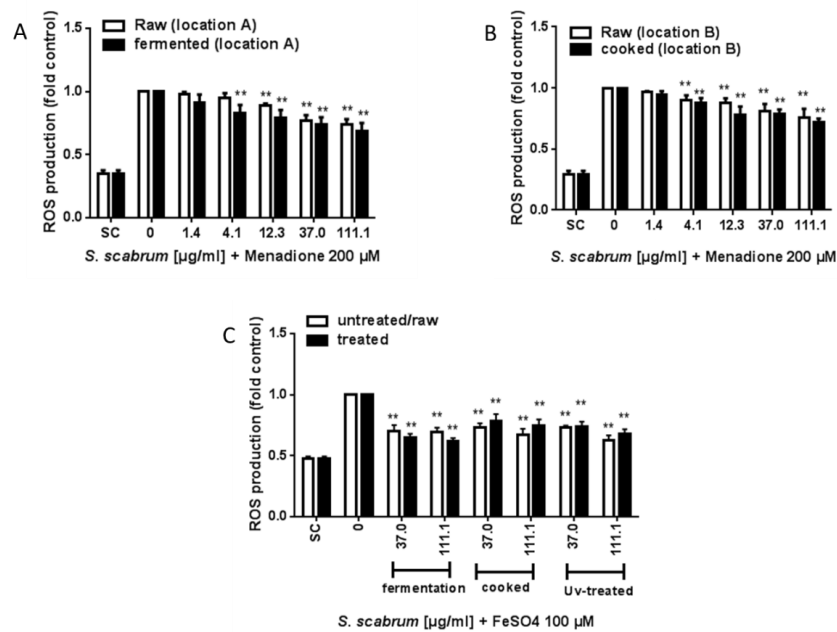 A
Raw (location A)
fermented (location A)
ROS production (fold control)
1.5
1.0
0.5
0.0
** ** ** ** ** ** **
SC 0 1.4 4.1 12.3 37.0 111.1
S. scabrum [µg/ml] + Menadione 200 µM
B
Raw (location B)
cooked (location B)
ROS production (fold control)
1.5
1.0
0.5
0.0
** ** ** ** ** ** ** **
SC 0 1.4 4.1 12.3 37.0 111.1
S. scabrum [µg/ml] + Menadione 200 µM
C
untreated/raw
treated
ROS production (fold control)
1.5
1.0
0.5
0.0
** ** ** ** ** ** ** ** ** ** ** **
SC 0 37.0 111.1 37.0 111.1 37.0 111.1
fermentation cooked Uv-treated
S. scabrum [µg/ml] + FeSO4 100 µM